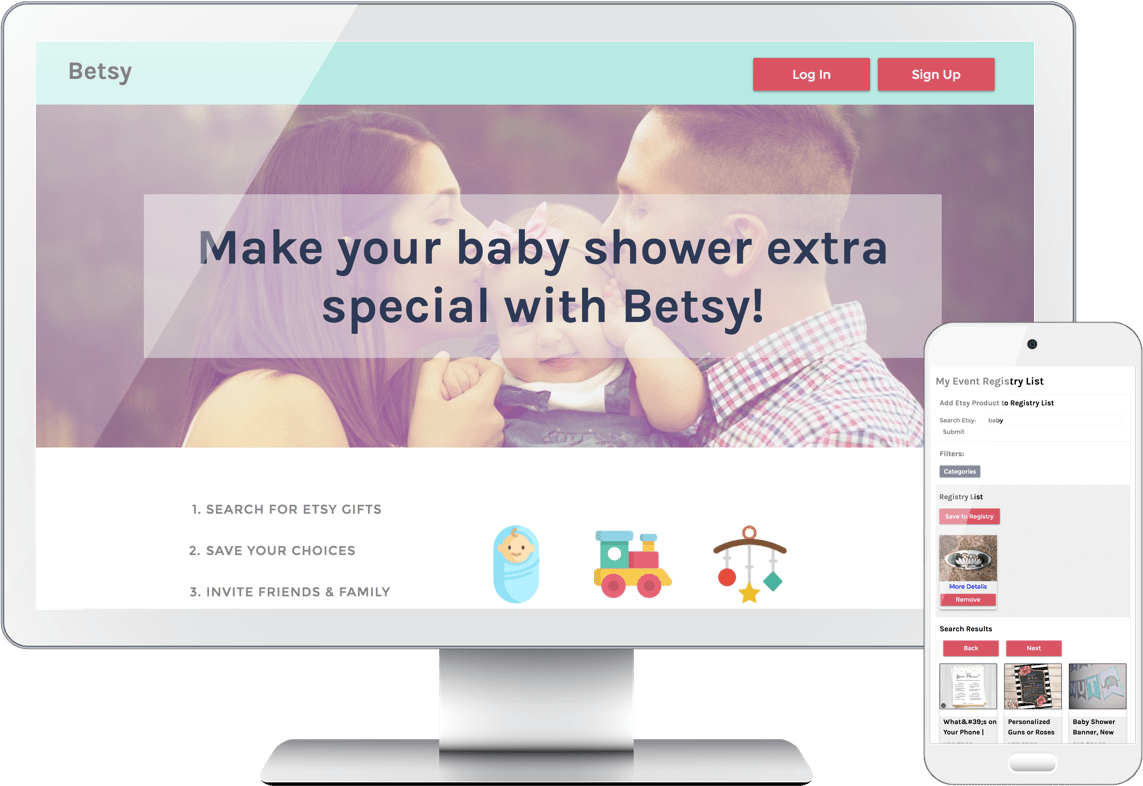 Betsy
Log In
Sign Up
Make your baby shower extra
special with Betsy!
1. SEARCH FOR ETSY GIFTS
2. SAVE YOUR CHOICES
3. INVITE FRIENDS & FAMILY
My Event Registry List
Add Etsy Product to Registry List
Search Etsy: baby
Submit
Filters:
Categories
Registry List
Save to Registry
More Details
Remove
Search Results
Back
Next
What&#39;s on
Your Phone |
Personalized
Guns or Roses
Baby Shower
Banner, New